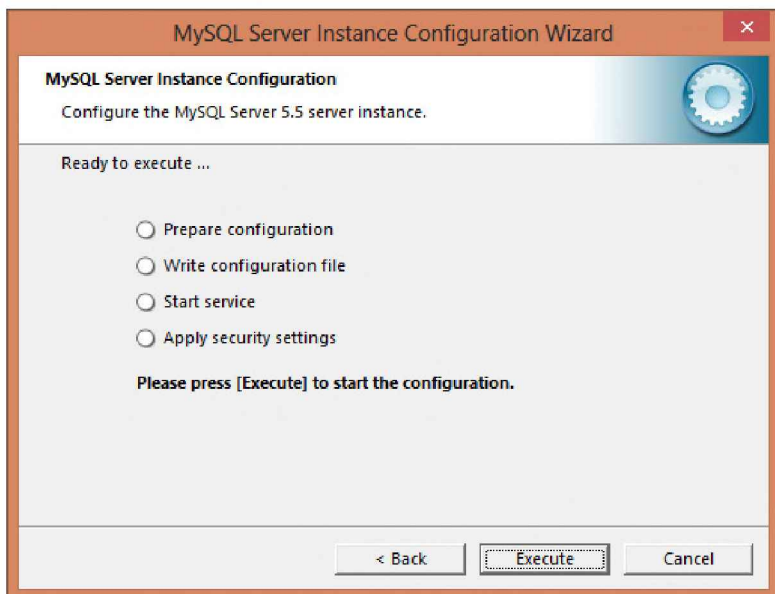 MySQL Server Instance Configuration Wizard
MySQL Server Instance Configuration
Configure the MySQL Server 5.5 server instance.
Ready to execute ...
Prepare configuration
Write configuration file
Start service
Apply security settings
Please press [Execute] to start the configuration.
< Back
Execute
Cancel